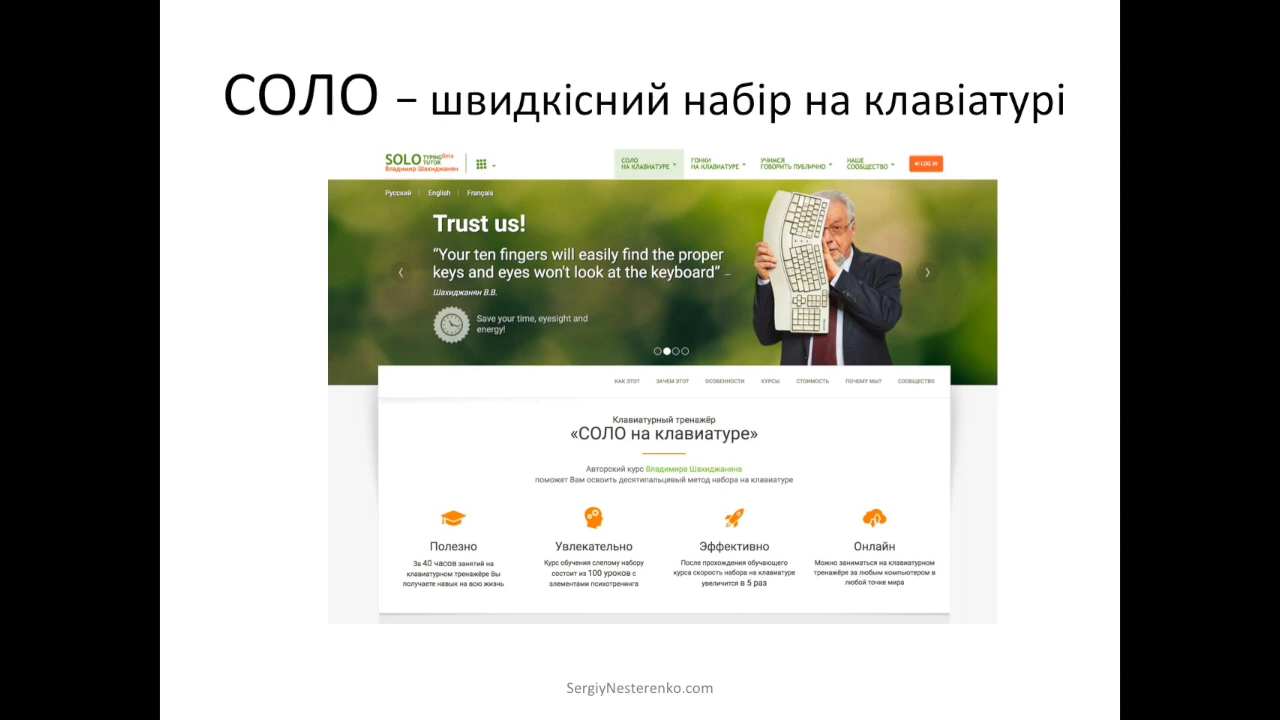 СОЛО – швидкісний набір на клавіатурі
SOLO TYPING TUTOR Beta
Владимир Шахиджанян
СОЛО НА КЛАВИАТУРЕ
ГОНКИ НА КЛАВИАТУРЕ
УЧИМСЯ ГОВОРИТЬ ПУБЛИЧНО
НАШЕ СООБЩЕСТВО
LOG IN
Русский | English | Français
Trust us!
“Your ten fingers will easily find the proper
keys and eyes won't look at the keyboard” –
Шахиджанян В.В.
Save your time, eyesight and
energy!
КАК ЭТО? ЗАЧЕМ ЭТО? ОСОБЕННОСТИ КУРСЫ СТОИМОСТЬ ПОЧЕМУ МЫ? СООБЩЕСТВО
Клавиатурный тренажёр
«СОЛО на клавиатуре»
Авторский курс Владимира Шахиджаняна
поможет Вам освоить десятипальцевый метод набора на клавиатуре
Полезно
За 40 часов занятий на
клавиатурном тренажёре Вы
получаете навык на всю жизнь
Увлекательно
Курс обучения слепому набору
состоит из 100 уроков с
элементами психотренинга
Эффективно
После прохождения обучающего
курса скорость набора на клавиатуре
увеличится в 5 раз
Онлайн
Можно заниматься на клавиатурном
тренажёре за любым компьютером в
любой точке мира
SergiyNesterenko.com